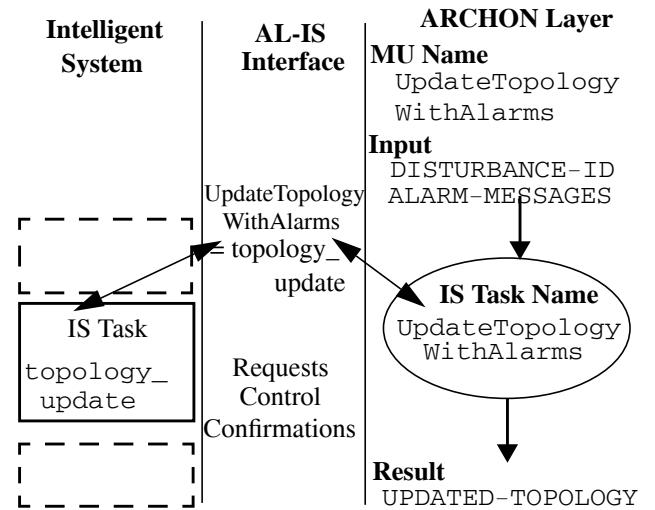 Intelligent
System
IS Task
topology_
update
AL-IS
Interface
UpdateTopology
WithAlarms
= topology_
update
Requests
Control
Confirmations
ARCHON Layer
MU Name
UpdateTopology
WithAlarms
Input
DISTURBANCE-ID
ALARM-MESSAGES
IS Task Name
UpdateTopology
WithAlarms
Result
UPDATED-TOPOLOGY